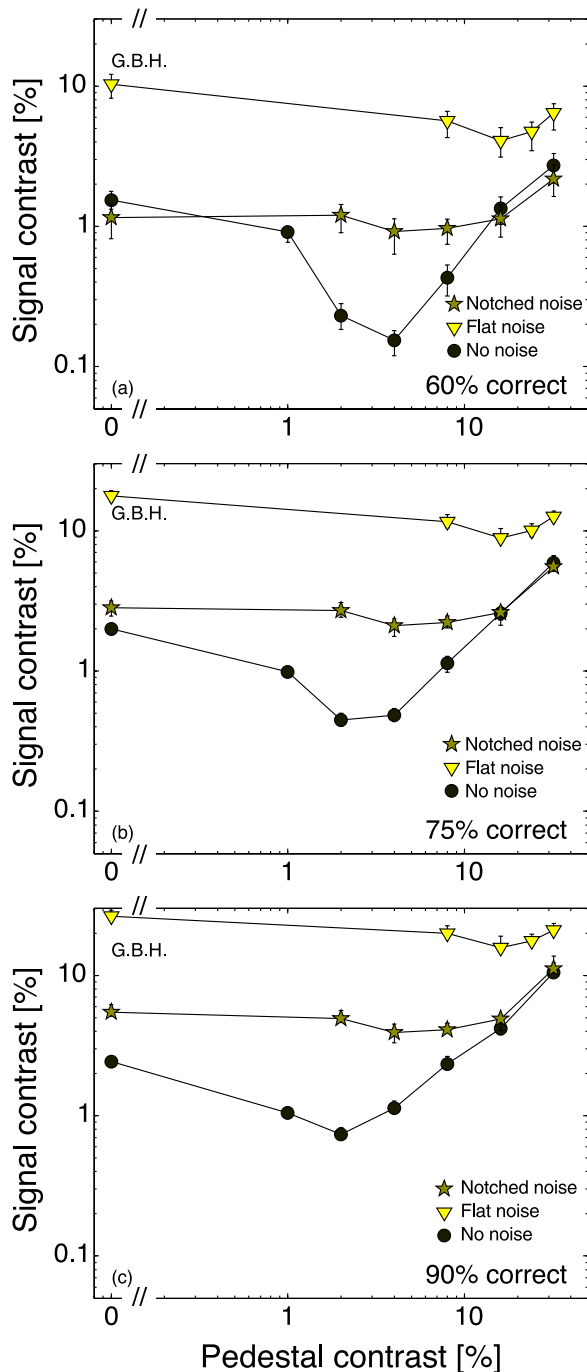 //
G.B.H.
10
1
0.1
Signal contrast [%]
Notched noise
Flat noise
No noise
(a)
60% correct
//
0
1
10
//
G.B.H.
10
1
0.1
Signal contrast [%]
Notched noise
Flat noise
No noise
(b)
75% correct
//
0
1
10
//
G.B.H.
10
1
0.1
Signal contrast [%]
Notched noise
Flat noise
No noise
(c)
90% correct
//
0
1
10
Pedestal contrast [%]